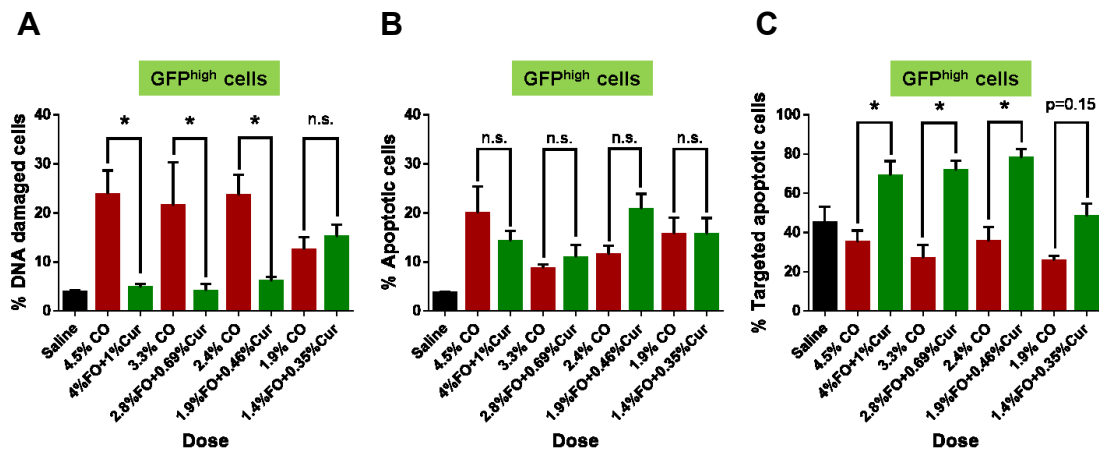 A
GFPhigh cells
% DNA damaged cells
40
30
20
10
0
*
*
*
n.s.
Saline
4.5% CO
4%FO+1%Cur
3.3% CO
2.8%FO+0.69%Cur
2.4% CO
1.9%FO+0.46%Cur
1.9% CO
1.4%FO+0.35%Cur
Dose
B
GFPhigh cells
% Apoptotic cells
40
30
20
10
0
n.s.
n.s.
n.s.
n.s.
Saline
4.5% CO
4%FO+1%Cur
3.3% CO
2.8%FO+0.69%Cur
2.4% CO
1.9%FO+0.46%Cur
1.9% CO
1.4%FO+0.35%Cur
Dose
C
GFPhigh cells
% Targeted apoptotic cells
100
80
60
40
20
0
*
*
*
p=0.15
Saline
4.5% CO
4%FO+1%Cur
3.3% CO
2.8%FO+0.69%Cur
2.4% CO
1.9%FO+0.46%Cur
1.9% CO
1.4%FO+0.35%Cur
Dose